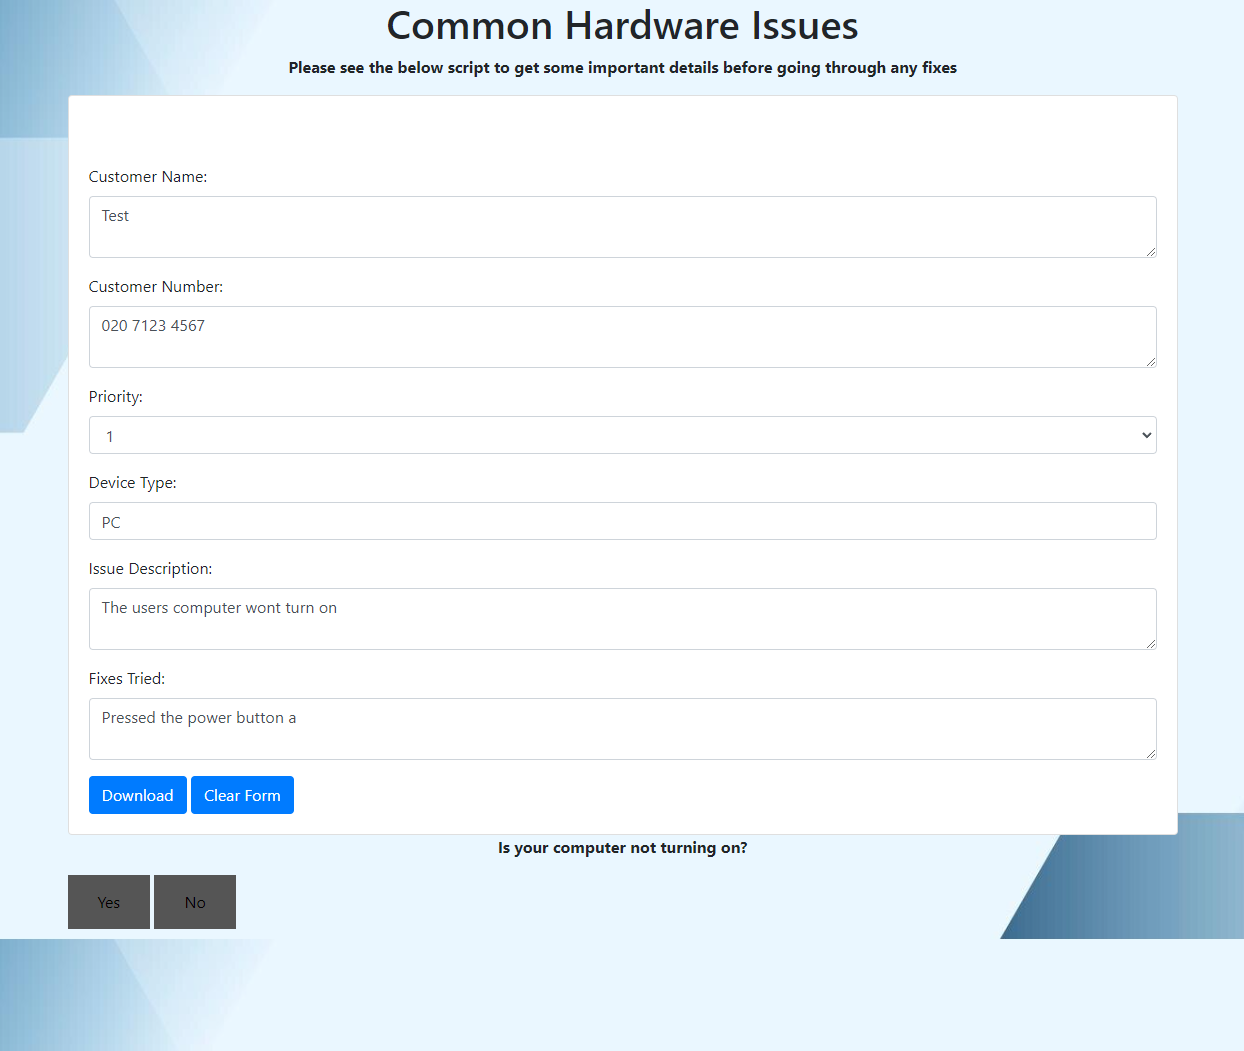 Common Hardware Issues
Please see the below script to get some important details before going through any fixes
Customer Name:
Test
Customer Number:
020 7123 4567
Priority:
1
Device Type:
PC
Issue Description:
The users computer wont turn on
Fixes Tried:
Pressed the power button a
Download Clear Form
Is your computer not turning on?
Yes No